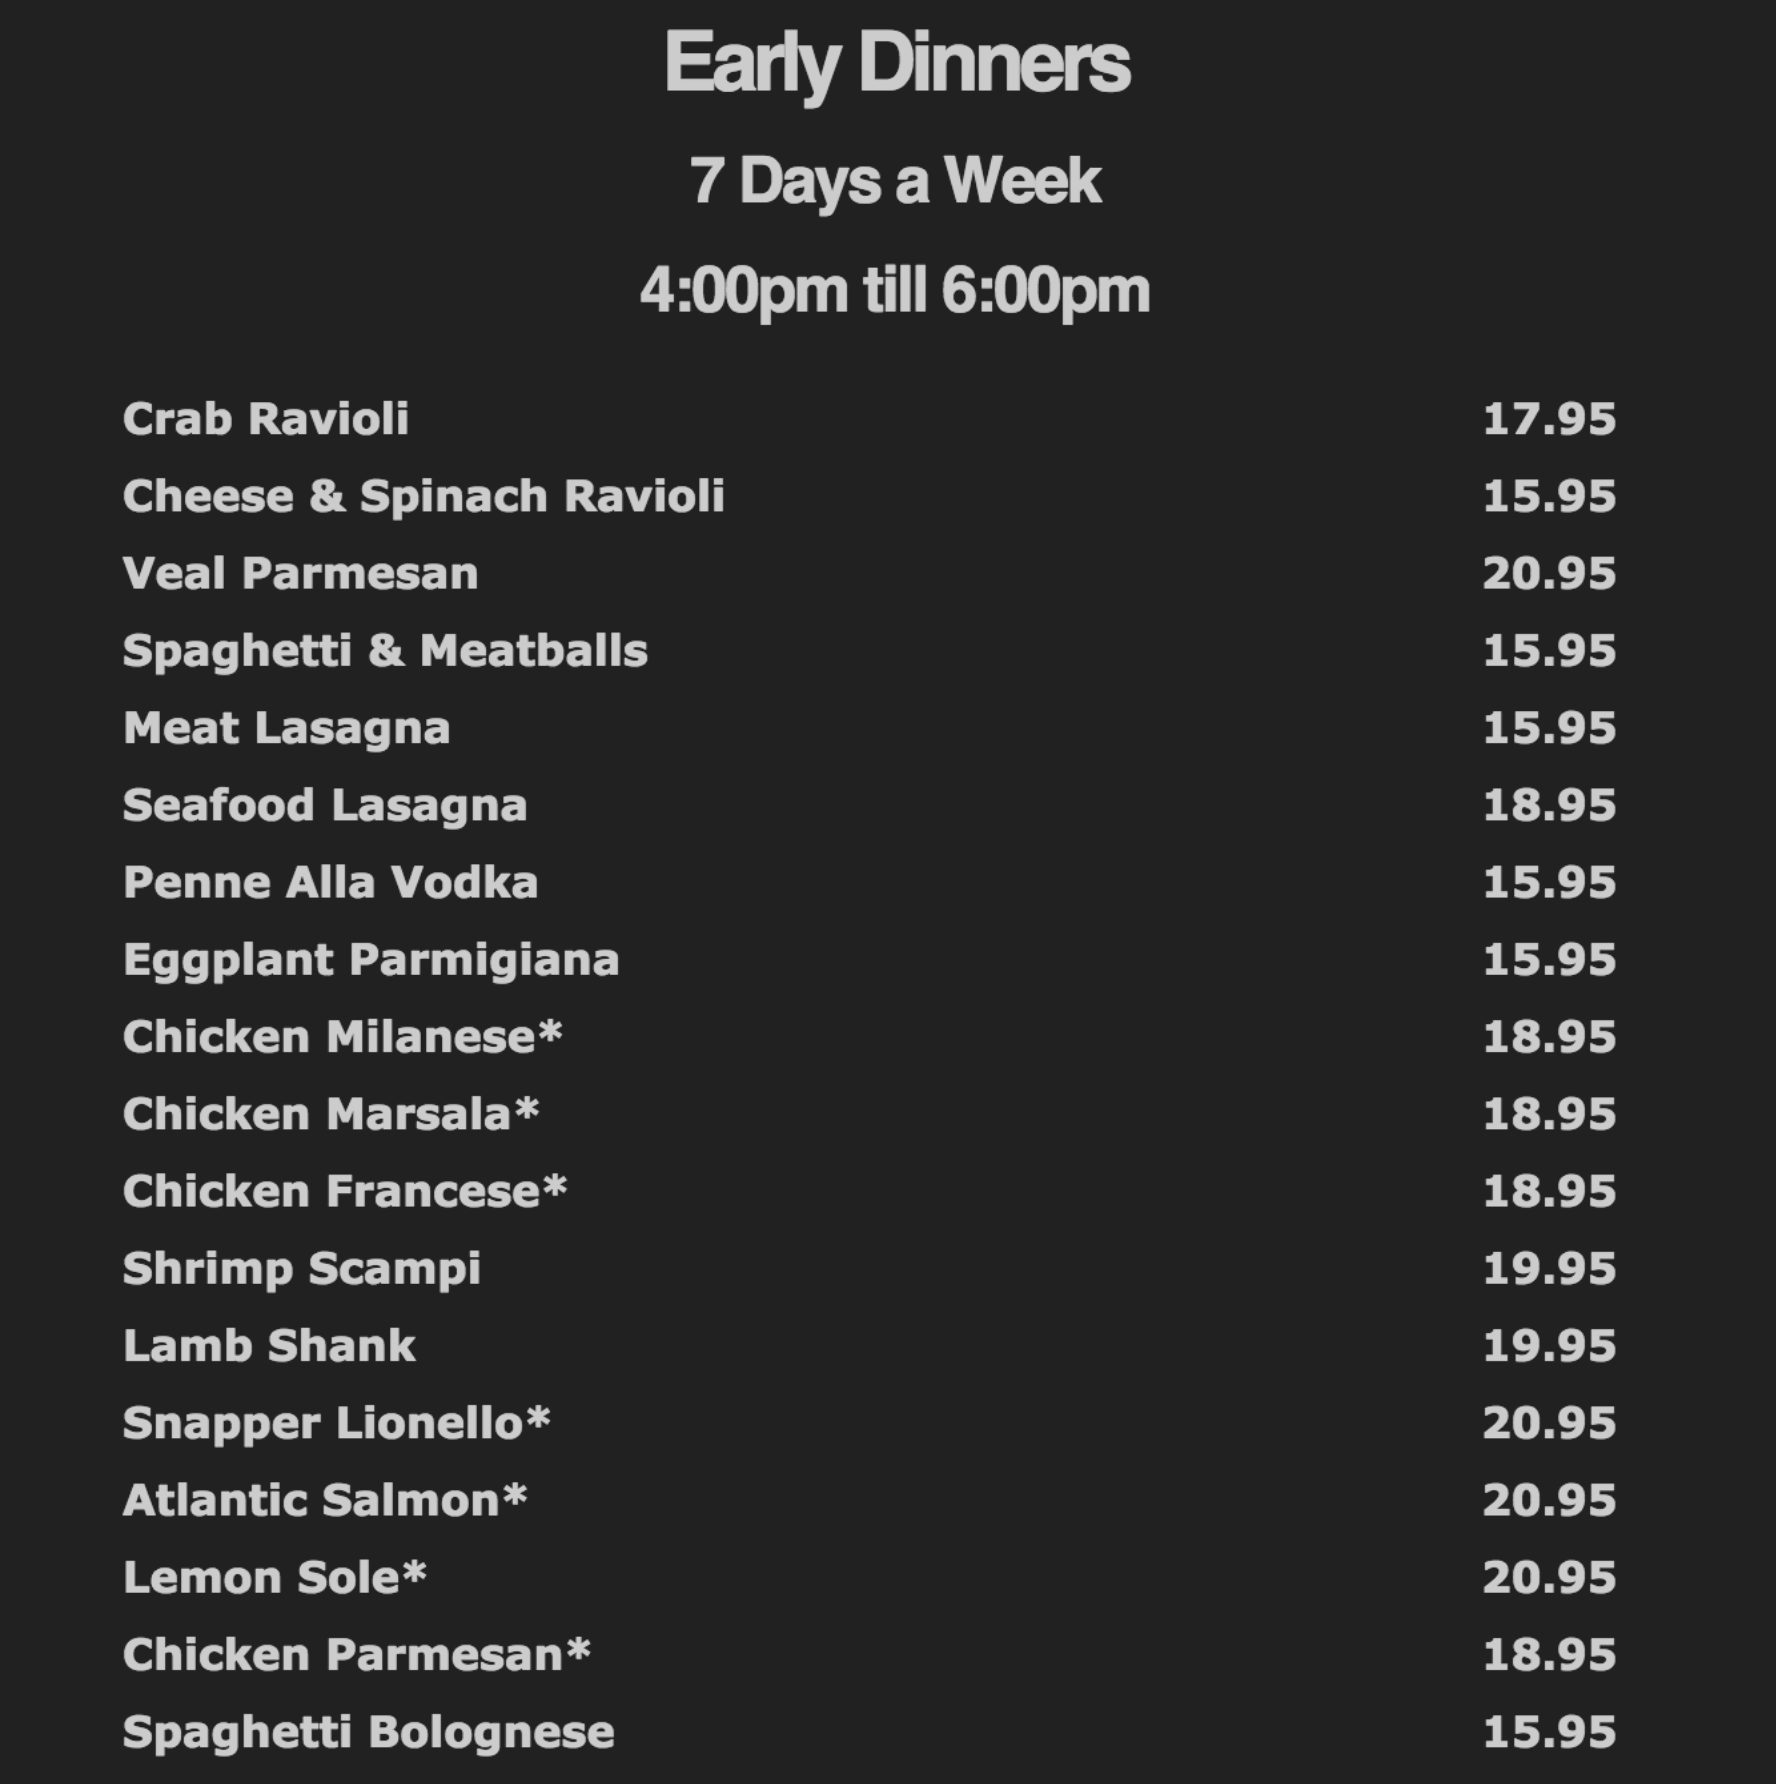 Early Dinners
7 Days a Week
4:00pm till 6:00pm
Crab Ravioli 17.95
Cheese & Spinach Ravioli 15.95
Veal Parmesan 20.95
Spaghetti & Meatballs 15.95
Meat Lasagna 15.95
Seafood Lasagna 18.95
Penne Alla Vodka 15.95
Eggplant Parmigiana 15.95
Chicken Milanese* 18.95
Chicken Marsala* 18.95
Chicken Francese* 18.95
Shrimp Scampi 19.95
Lamb Shank 19.95
Snapper Lionello* 20.95
Atlantic Salmon* 20.95
Lemon Sole* 20.95
Chicken Parmesan* 18.95
Spaghetti Bolognese 15.95